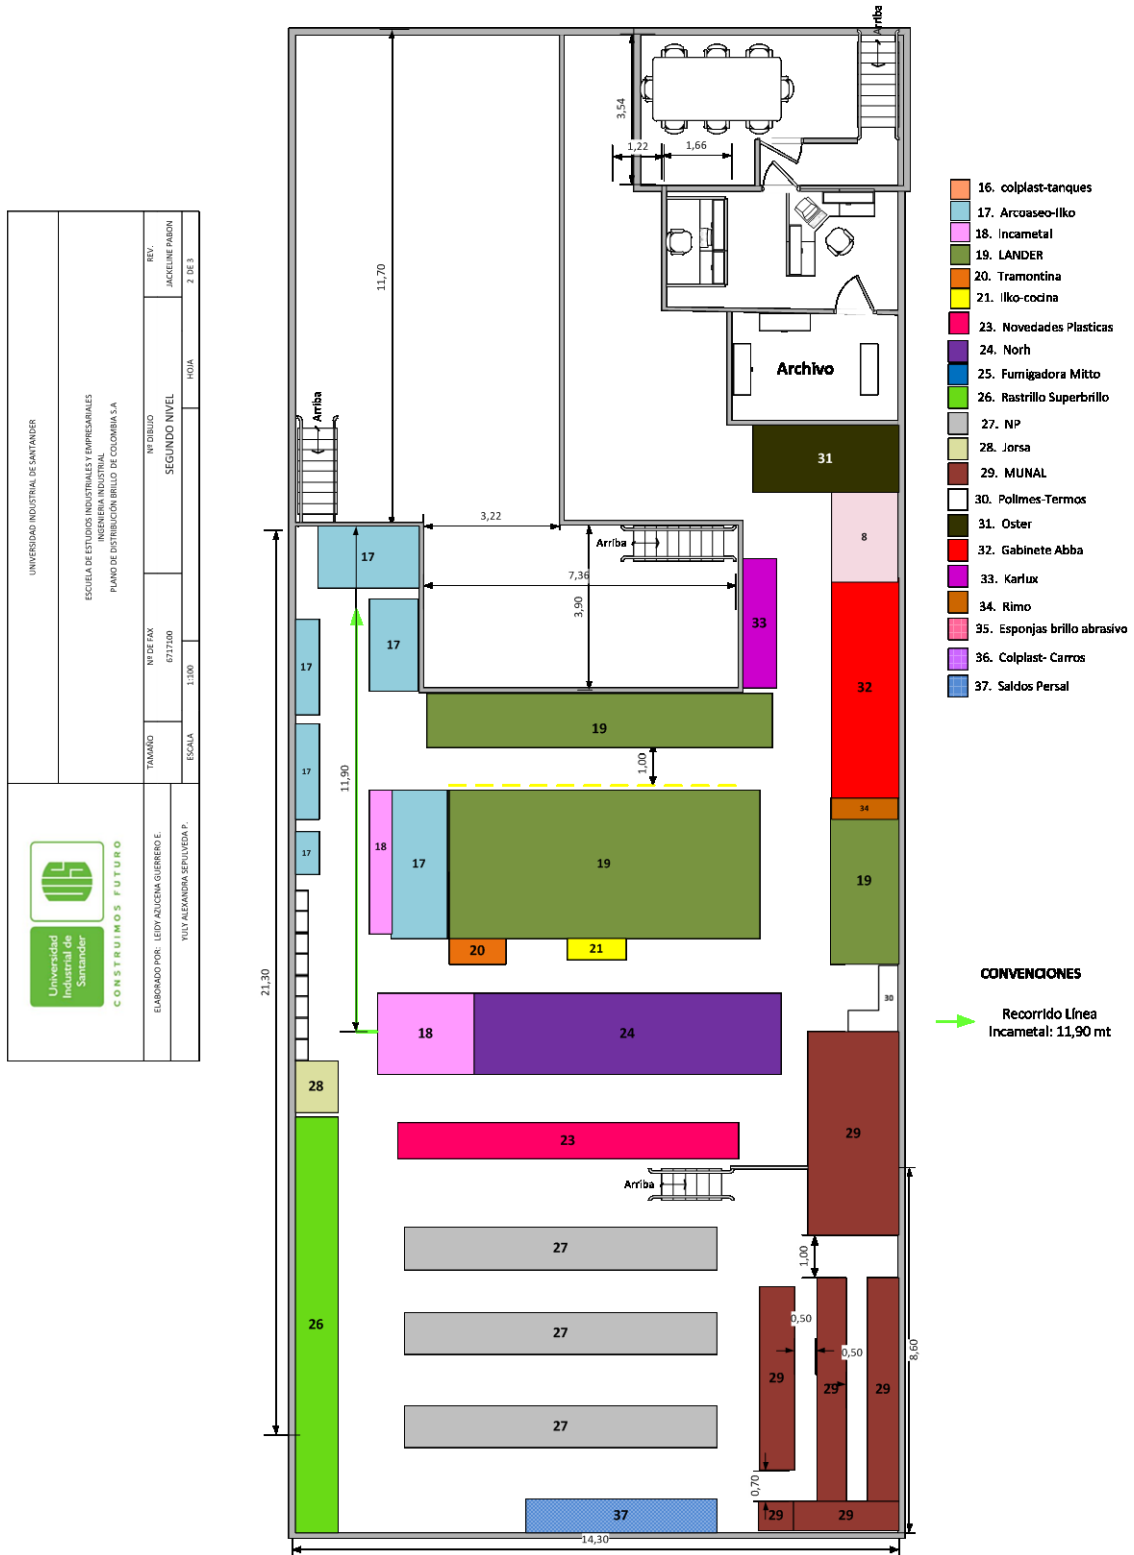 UNIVERSIDAD INDUSTRIAL DE SANTANDER
ESCUELA DE ESTUDIOS INDUSTRIALES Y EMPRESARIALES
INGENIERIA INDUSTRIAL
PLANO DE DISTRIBUCIÓN BRILLO DE COLOMBIA S.A
TAMAÑO
Nº DE FAX
6717100
Nº DIBUJO
SEGUNDO NIVEL
REV.
JACKELINE PABON
ESCALA
1:100
HOJA
2 DE 3
ELABORADO POR: LEIDY AZUCENA GUERRERO E.
YULY ALEXANDRA SEPULVEDA P.
UIS
Universidad
Industrial de
Santander
CONSTRUIMOS FUTURO
Arriba
3,54
1,22
1,66
11,70
Archivo
Arriba
31
3,22
8
Arriba
17
7,36
3,90
17
33
17
32
19
1,00
17
11,90
34
18
17
19
19
17
20
21
21,30
30
18
24
28
29
23
Arriba
27
1,00
26
27
0,50
0,50
8,60
29
29
29
27
0,70
37
29
29
14,30
16. colplast-tanques
17. Arcoaseo-Ilko
18. Incametal
19. LANDER
20. Tramontina
21. Ilko-cocina
23. Novedades Plasticas
24. Norh
25. Fumigadora Mitto
26. Rastrillo Superbrillo
27. NP
28. Jorsa
29. MUNAL
30. Polimes-Termos
31. Oster
32. Gabinete Abba
33. Karlux
34. Rimo
35. Esponjas brillo abrasivo
36. Colplast- Carros
37. Saldos Persal
CONVENCIONES
Recorrido Línea
Incametal: 11,90 mt